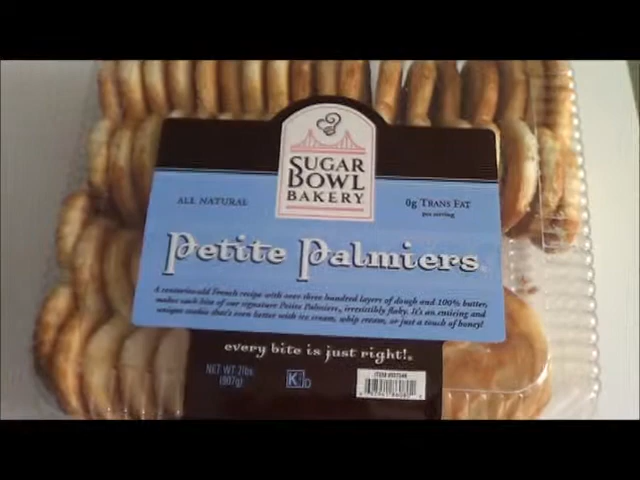 SUGAR
BOWL
BAKERY
ALL NATURAL
0g TRANS FAT
per serving
Petite Palmiers
A centuries-old French recipe with over three hundred layers of dough and 100% butter,
makes each bite of our signature Petite Palmiers, irresistibly flaky. It's an enticing and
unique cookie that's even better with ice cream, whip cream, or just a touch of honey!
every bite is just right!
NET WT 2lbs
(907g)
K D